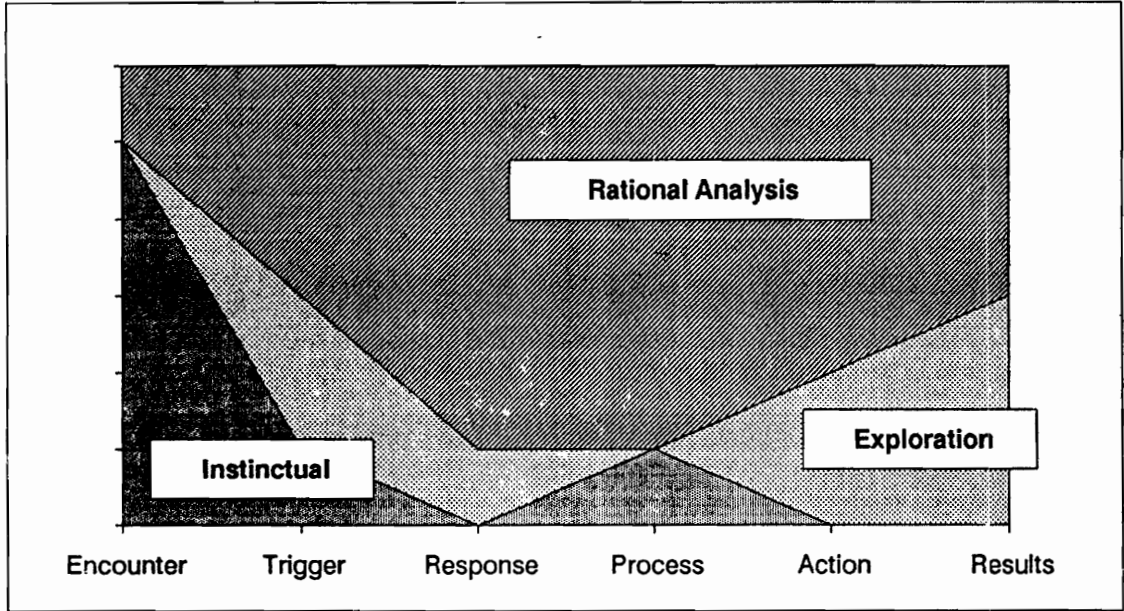 Rational Analysis
Exploration
Instinctual
Encounter Trigger Response Process Action Results